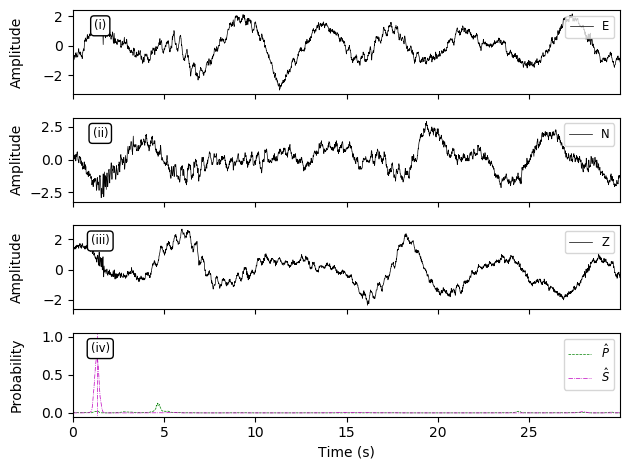 (i)
E
Amplitude
2
0
−2
(ii)
N
Amplitude
2.5
0.0
−2.5
(iii)
Z
Amplitude
2
0
−2
(iv)
P̂
Ŝ
Probability
1.0
0.5
0.0
0 5 10 15 20 25
Time (s)